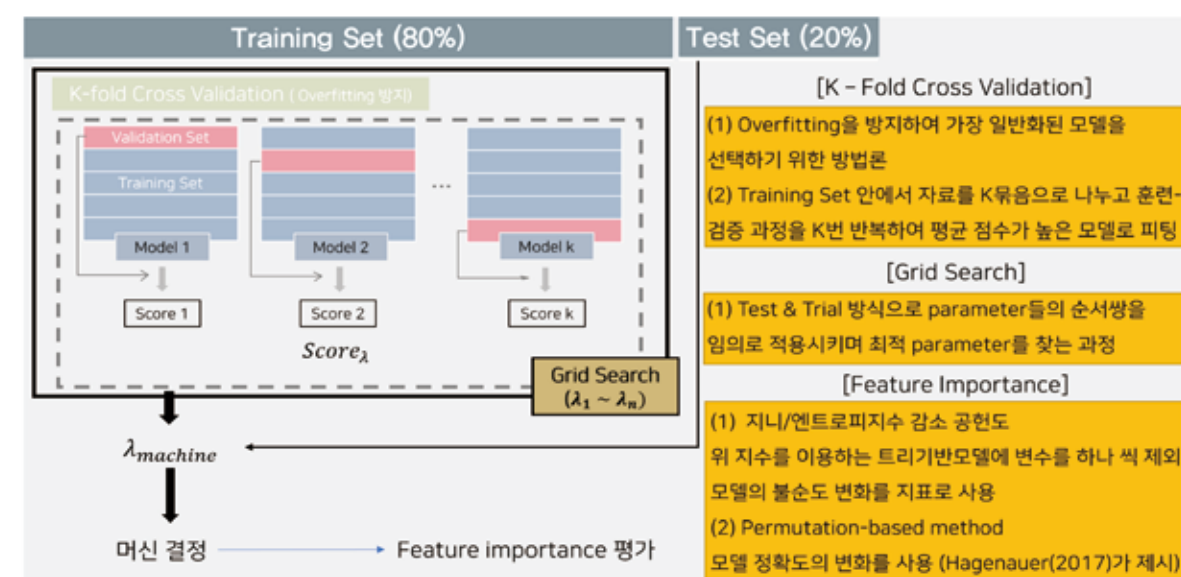 Training Set (80%)
Test Set (20%)
K-fold Cross Validation ( Overfitting 방지)
Validation Set
Training Set
...
Model 1
Model 2
Model k
Score 1
Score 2
Score k
Score_λ
Grid Search
(λ_1 ~ λ_n)
λ_machine
머신 결정
Feature importance 평가
[K – Fold Cross Validation]
(1) Overfitting을 방지하여 가장 일반화된 모델을
선택하기 위한 방법론
(2) Training Set 안에서 자료를 K묶음으로 나누고 훈련-
검증 과정을 K번 반복하여 평균 점수가 높은 모델로 피팅
[Grid Search]
(1) Test & Trial 방식으로 parameter들의 순서쌍을
임의로 적용시키며 최적 parameter를 찾는 과정
[Feature Importance]
(1) 지니/엔트로피지수 감소 공헌도
위 지수를 이용하는 트리기반모델에 변수를 하나 씩 제외
모델의 불순도 변화를 지표로 사용
(2) Permutation-based method
모델 정확도의 변화를 사용 (Hagenauer(2017)가 제시)